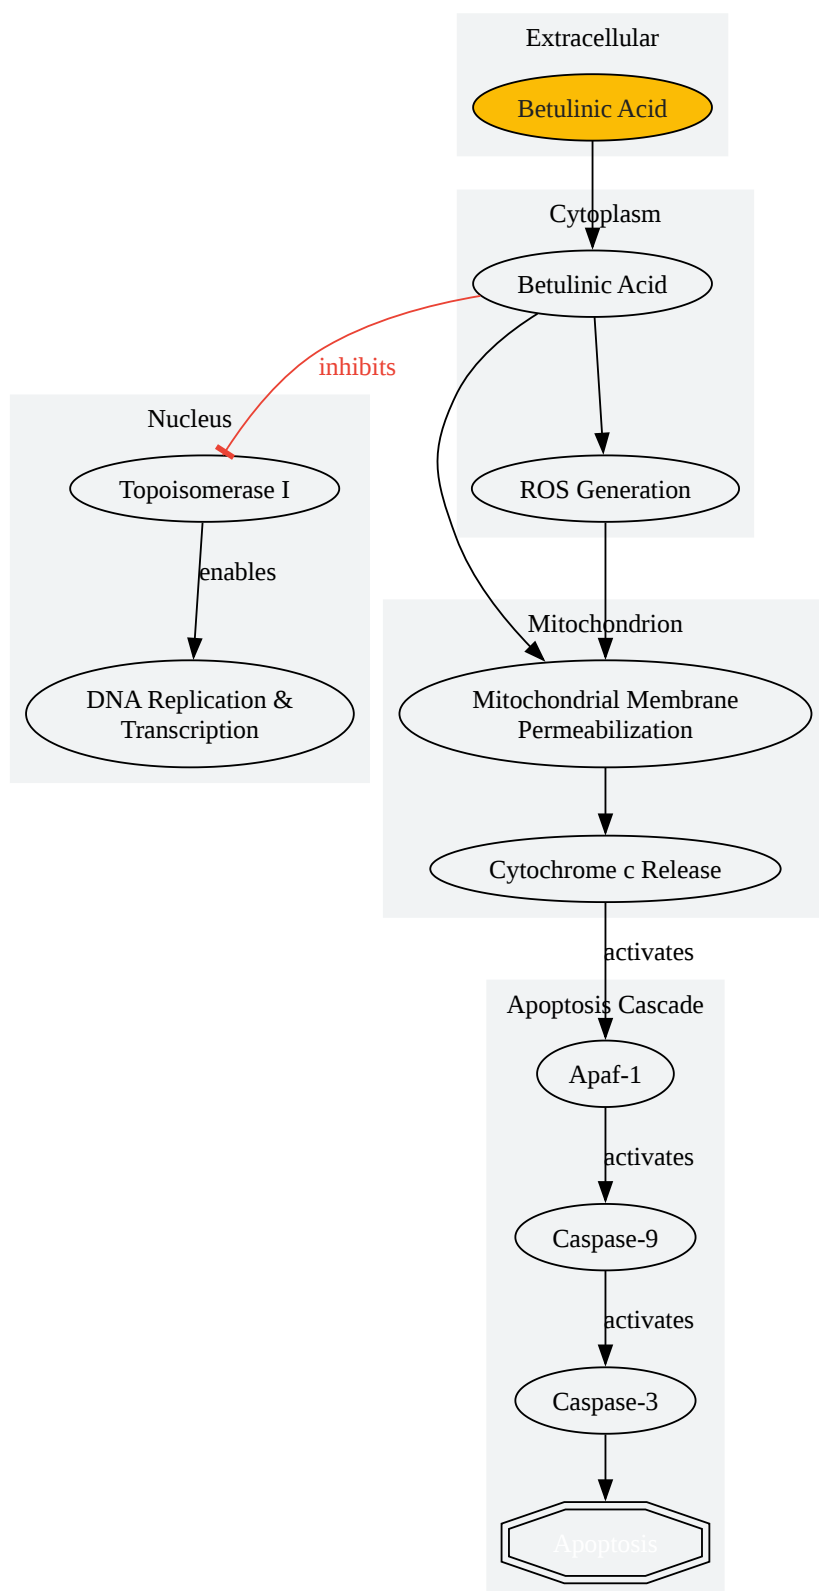 Extracellular
Betulinic Acid
Cytoplasm
Betulinic Acid
inhibits
Nucleus
Topoisomerase I
ROS Generation
enables
Mitochondrion
DNA Replication &
Transcription
Mitochondrial Membrane
Permeabilization
Cytochrome c Release
activates
Apoptosis Cascade
Apaf-1
activates
Caspase-9
activates
Caspase-3
Apoptosis